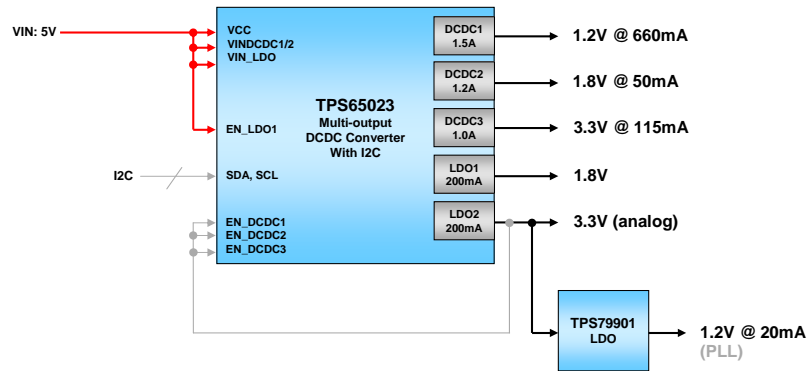 VIN: 5V
VCC
VINDCDC1/2
VIN_LDO
EN_LDO1
I2C
SDA, SCL
EN_DCDC1
EN_DCDC2
EN_DCDC3
TPS65023
Multi-output
DCDC Converter
With I2C
DCDC1
1.5A
1.2V @ 660mA
DCDC2
1.2A
1.8V @ 50mA
DCDC3
1.0A
3.3V @ 115mA
LDO1
200mA
1.8V
LDO2
200mA
3.3V (analog)
TPS79901
LDO
1.2V @ 20mA
(PLL)